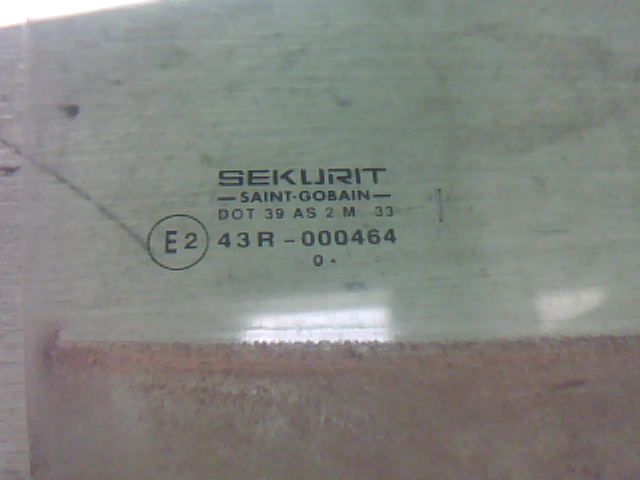 SEKURIT
—SAINT-GOBAIN—
DOT 39 AS 2 M 33
E2 43R-000464
0 •